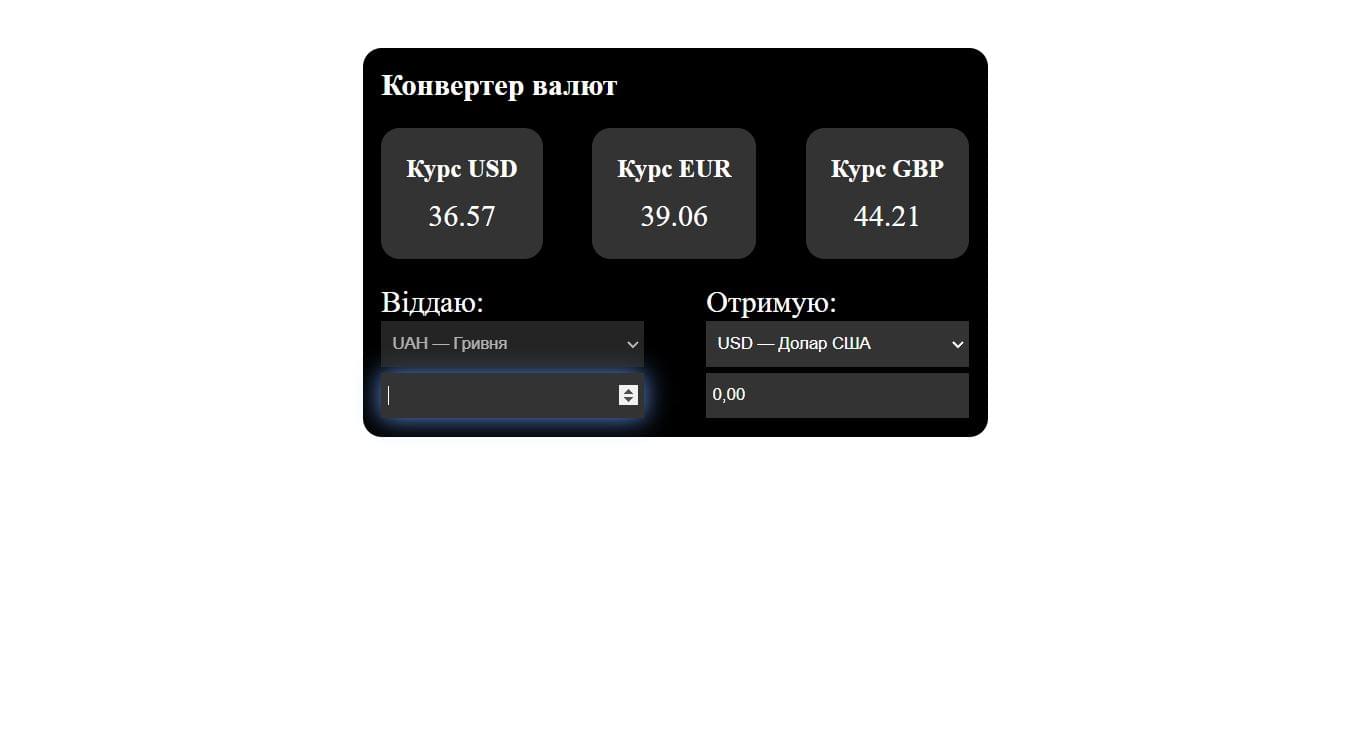 Конвертер валют
Курс USD
36.57
Курс EUR
39.06
Курс GBP
44.21
Віддаю:
UAH — Гривня
Отримую:
USD — Долар США
0,00